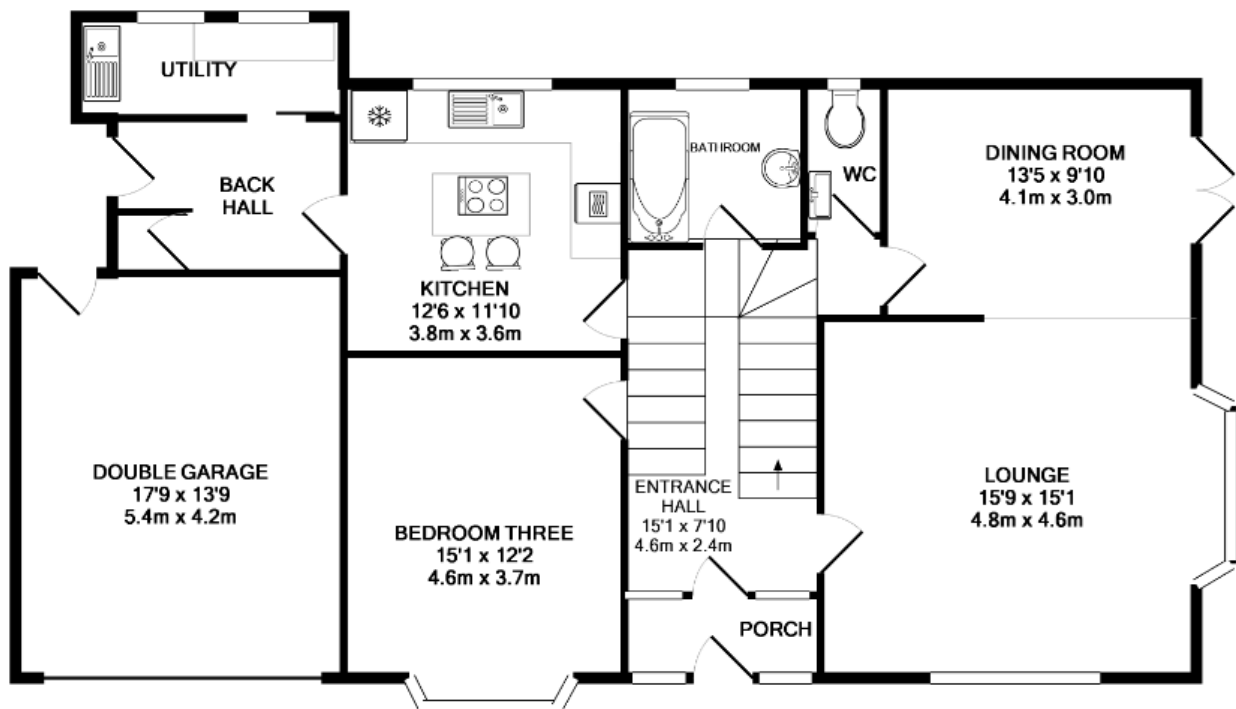 UTILITY
BACK
HALL
KITCHEN
12'6 x 11'10
3.8m x 3.6m
BATHROOM
WC
DINING ROOM
13'5 x 9'10
4.1m x 3.0m
DOUBLE GARAGE
17'9 x 13'9
5.4m x 4.2m
BEDROOM THREE
15'1 x 12'2
4.6m x 3.7m
ENTRANCE
HALL
15'1 x 7'10
4.6m x 2.4m
LOUNGE
15'9 x 15'1
4.8m x 4.6m
PORCH